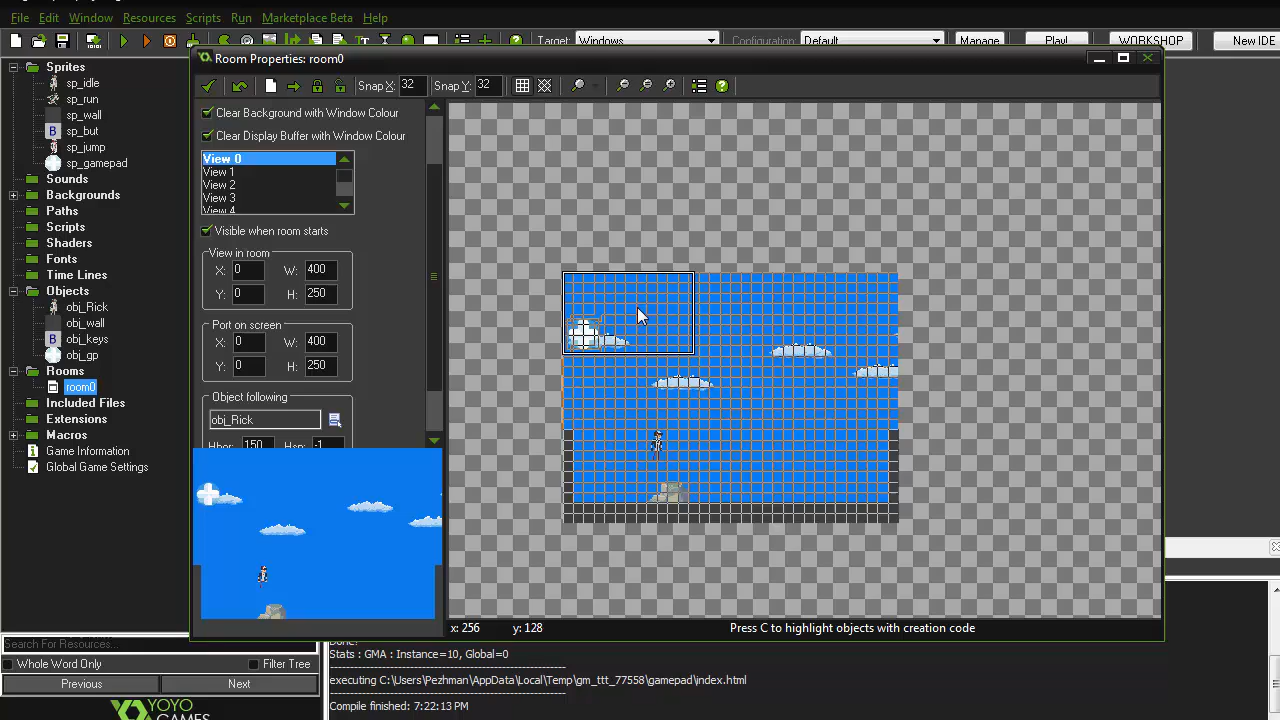 File Edit Window Resources Scripts Run Marketplace Beta Help
Target: Windows Configuration: Default Manage Play! WORKSHOP New IDE
Room Properties: room0
Snap X: 32 Snap Y: 32
Sprites
sp_idle
sp_run
sp_wall
sp_but
sp_jump
sp_gamepad
Sounds
Backgrounds
Paths
Scripts
Shaders
Fonts
Time Lines
Objects
obj_Rick
obj_wall
obj_keys
obj_gp
Rooms
room0
Included Files
Extensions
Macros
Game Information
Global Game Settings
Clear Background with Window Colour
Clear Display Buffer with Window Colour
View 0
View 1
View 2
View 3
View 4
Visible when room starts
View in room
X: 0 W: 400
Y: 0 H: 250
Port on screen
X: 0 W: 400
Y: 0 H: 250
Object following
obj_Rick
Hbor: 150 Hsp: -1
x: 256 y: 128 Press C to highlight objects with creation code
Search For Resources...
Whole Word Only Filter Tree
Previous Next
YOYO
GAMES
Done!
Stats : GMA : Instance=10, Global=0
executing C:\Users\Pezhman\AppData\Local\Temp\gm_ttt_77558\gamepad\index.html
Compile finished: 7:22:13 PM